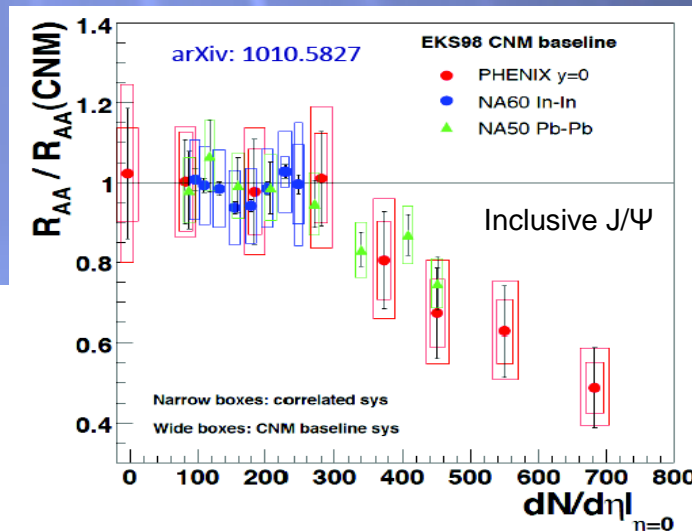 1.4
1.2
1
0.8
0.6
0.4
R_AA / R_AA(CNM)
arXiv: 1010.5827
EKS98 CNM baseline
PHENIX y=0
NA60 In-In
NA50 Pb-Pb
Inclusive J/Ψ
Narrow boxes: correlated sys
Wide boxes: CNM baseline sys
0 100 200 300 400 500 600 700 800
dN/dη|η=0